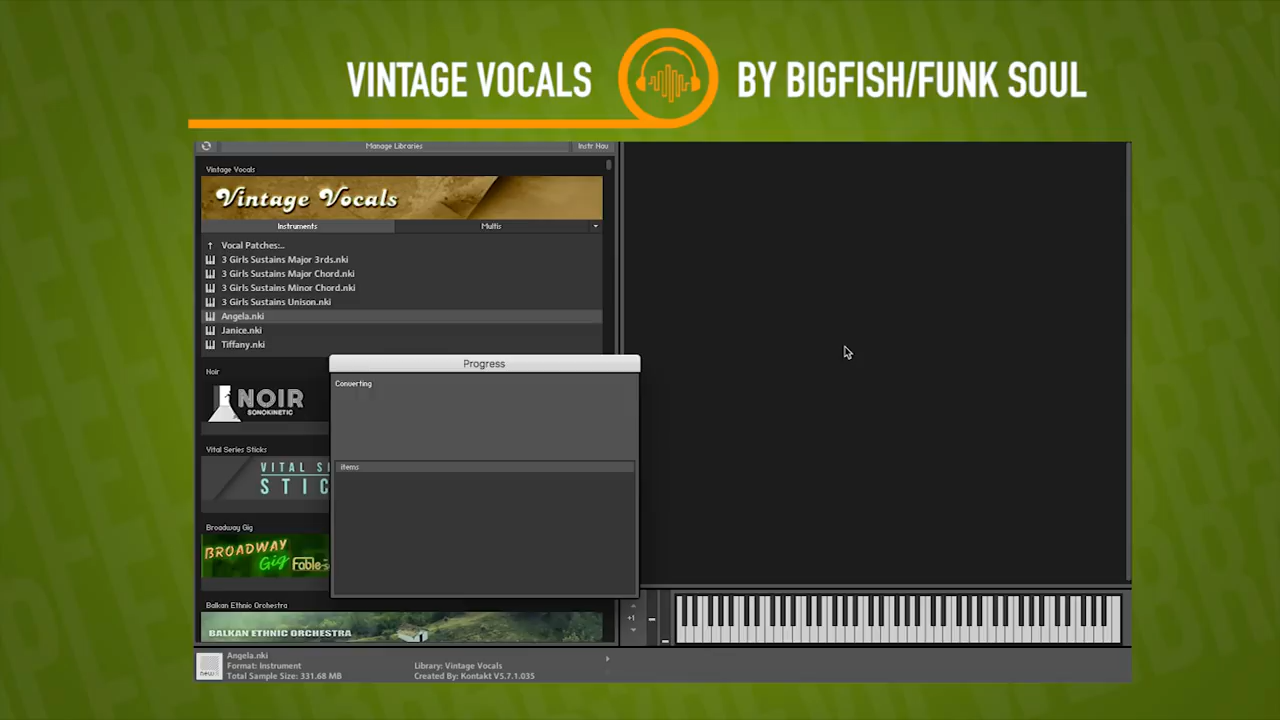 VINTAGE VOCALS
BY BIGFISH/FUNK SOUL
Manage Libraries
Instr Nav
Vintage Vocals
Vintage Vocals
Instruments
Multis
Vocal Patches:..
3 Girls Sustains Major 3rds.nki
3 Girls Sustains Major Chord.nki
3 Girls Sustains Minor Chord.nki
3 Girls Sustains Unison.nki
Angela.nki
Janice.nki
Tiffany.nki
Progress
Converting
Items
Noir
NOIR
SONOKINETIC
Vital Series Sticks
VITAL S
STIC
Broadway Gig
BROADWAY
Gig
Fable-
Balkan Ethnic Orchestra
BALKAN ETHNIC ORCHESTRA
+1
new
Angela.nki
Format: Instrument
Library: Vintage Vocals
Total Sample Size: 331.68 MB
Created By: Kontakt V5.7.1.035